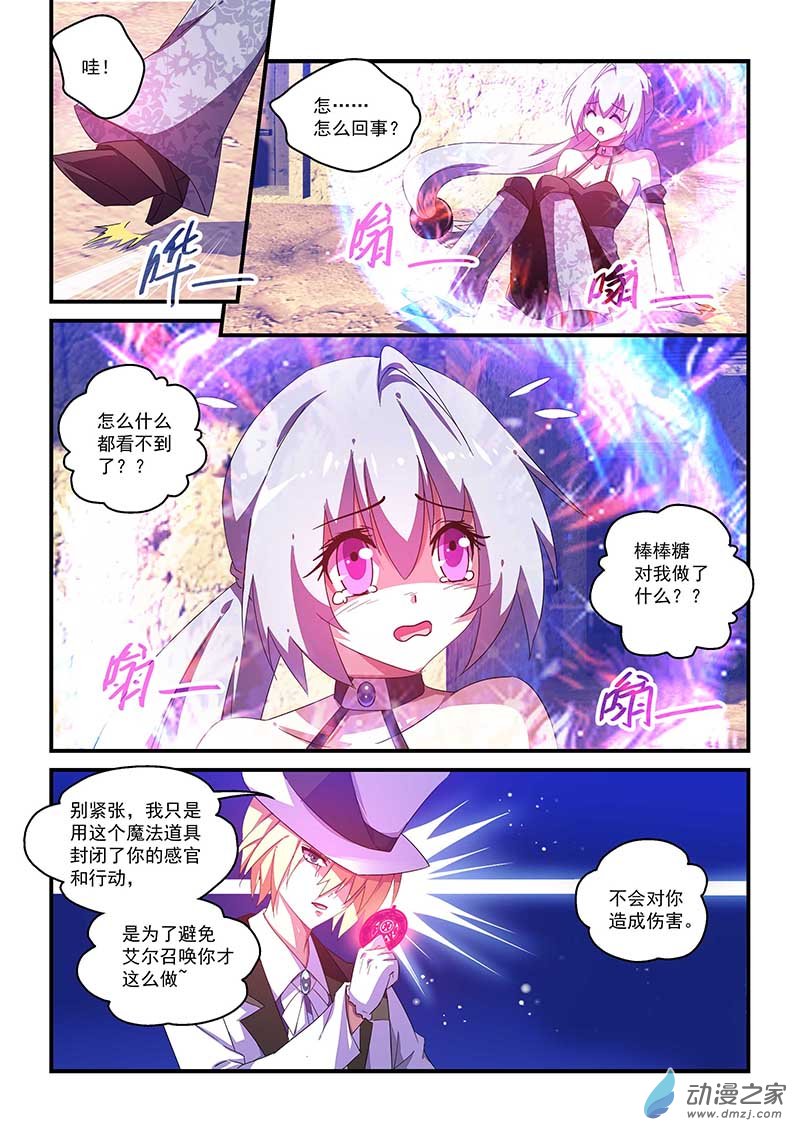 哇！
怎……
怎么回事？
哗——
嗡——
嗡——
怎么什么
都看不到
了？？
棒棒糖
对我做了
什么？？
嗡——
嗡——
别紧张，我只是
用这个魔法道具
封闭了你的感官
和行动，
是为了避免
艾尔召唤你才
这么做~
不会对你
造成伤害。
动漫之家
www.dmzj.com